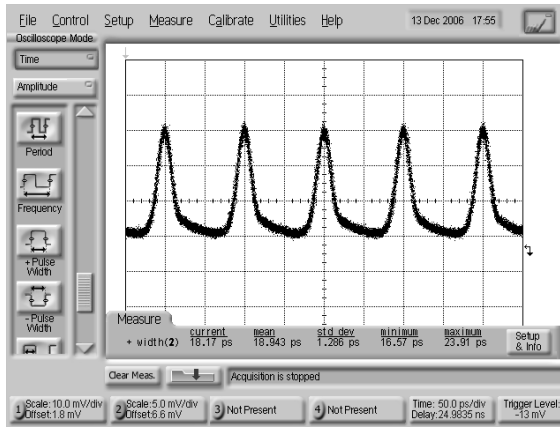 File Control Setup Measure Calibrate Utilities Help 13 Dec 2006 17:55
Oscilloscope Mode
Time
Amplitude
Period
Frequency
+ Pulse
Width
- Pulse
Width
Measure
current mean std dev minimum maximum
+ width(2) 18.17 ps 18.943 ps 1.286 ps 16.57 ps 23.91 ps
Setup
& Info
Clear Meas. Acquisition is stopped
1 Scale:10.0 mV/div 2 Scale:5.0 mV/div 3 Not Present 4 Not Present Time: 50.0 ps/div Trigger Level:
Offset:1.8 mV Offset:6.6 mV Delay:24.9835 ns -13 mV